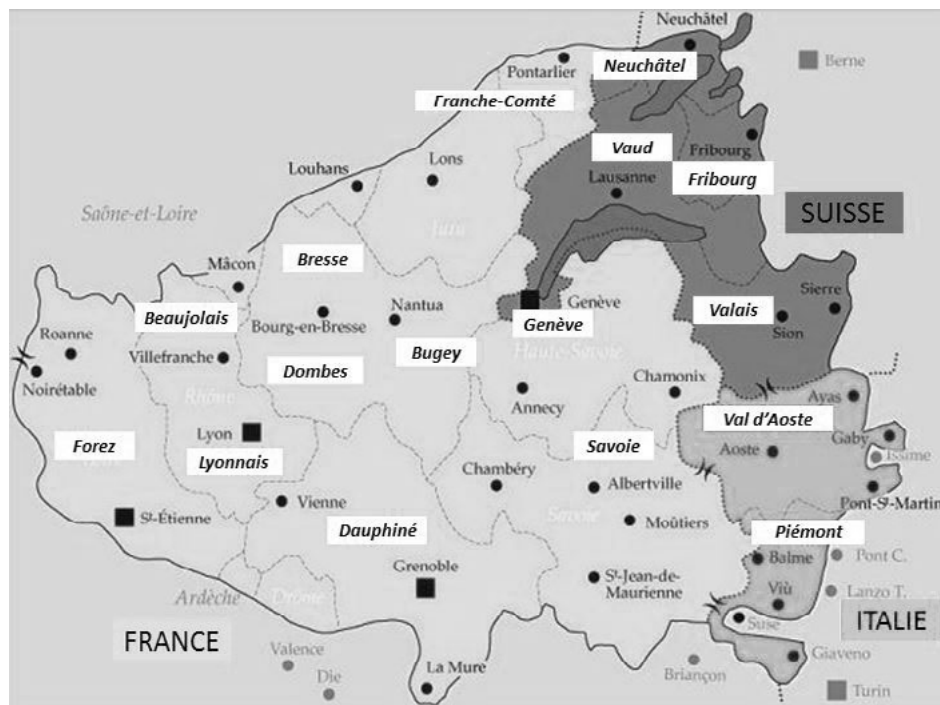 Neuchâtel
Berne
Pontarlier
Neuchâtel
Franche-Comté
Vaud
Fribourg
Louhans
Lons
Lausanne
Fribourg
Saône-et-Loire
SUISSE
Jura
Bresse
Mâcon
Nantua
Genève
Sierre
Beaujolais
Bourg-en-Bresse
Genève
Valais
Sion
Roanne
Villefranche
Bugey
Haute-Savoie
Noirétable
Dombes
Chamonix
Rhône
Annecy
Ayas
Val d'Aoste
Forez
Lyon
Savoie
Gaby
Lyonnais
Aoste
Issime
Loire
Chambéry
Albertville
Vienne
Pont-St-Martin
St-Étienne
Savoie
Moûtiers
Dauphiné
Piémont
Balme
Pont C.
Grenoble
St-Jean-de-
Maurienne
Viù
Lanzo T.
Ardèche
Drôme
Suse
ITALIE
FRANCE
Valence
Giaveno
La Mure
Briançon
Die
Turin